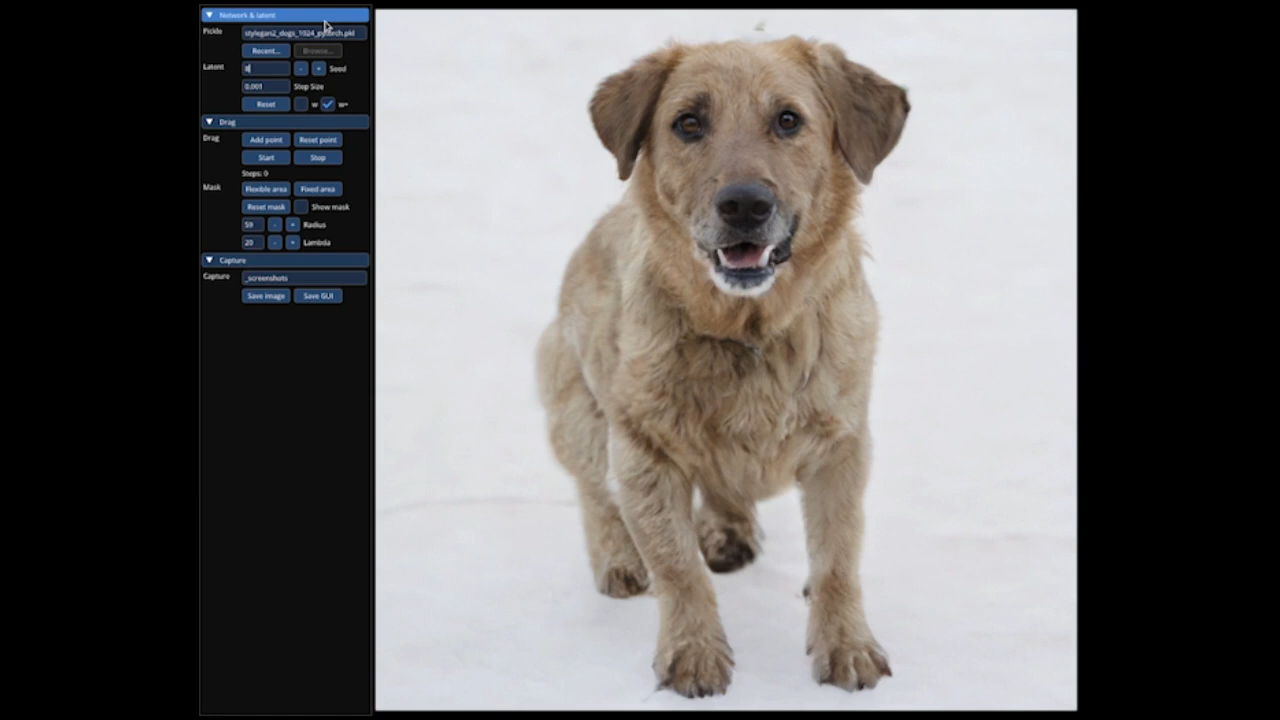 Network & latent
Pickle stylegan2_dogs_1024_pytorch.pkl
Recent... Browse...
Latent 8 - + Seed
0.001 Step Size
Reset w w+
Drag
Drag Add point Reset point
Start Stop
Steps: 0
Mask Flexible area Fixed area
Reset mask Show mask
59 - + Radius
20 - + Lambda
Capture
Capture _screenshots
Save image Save GUI